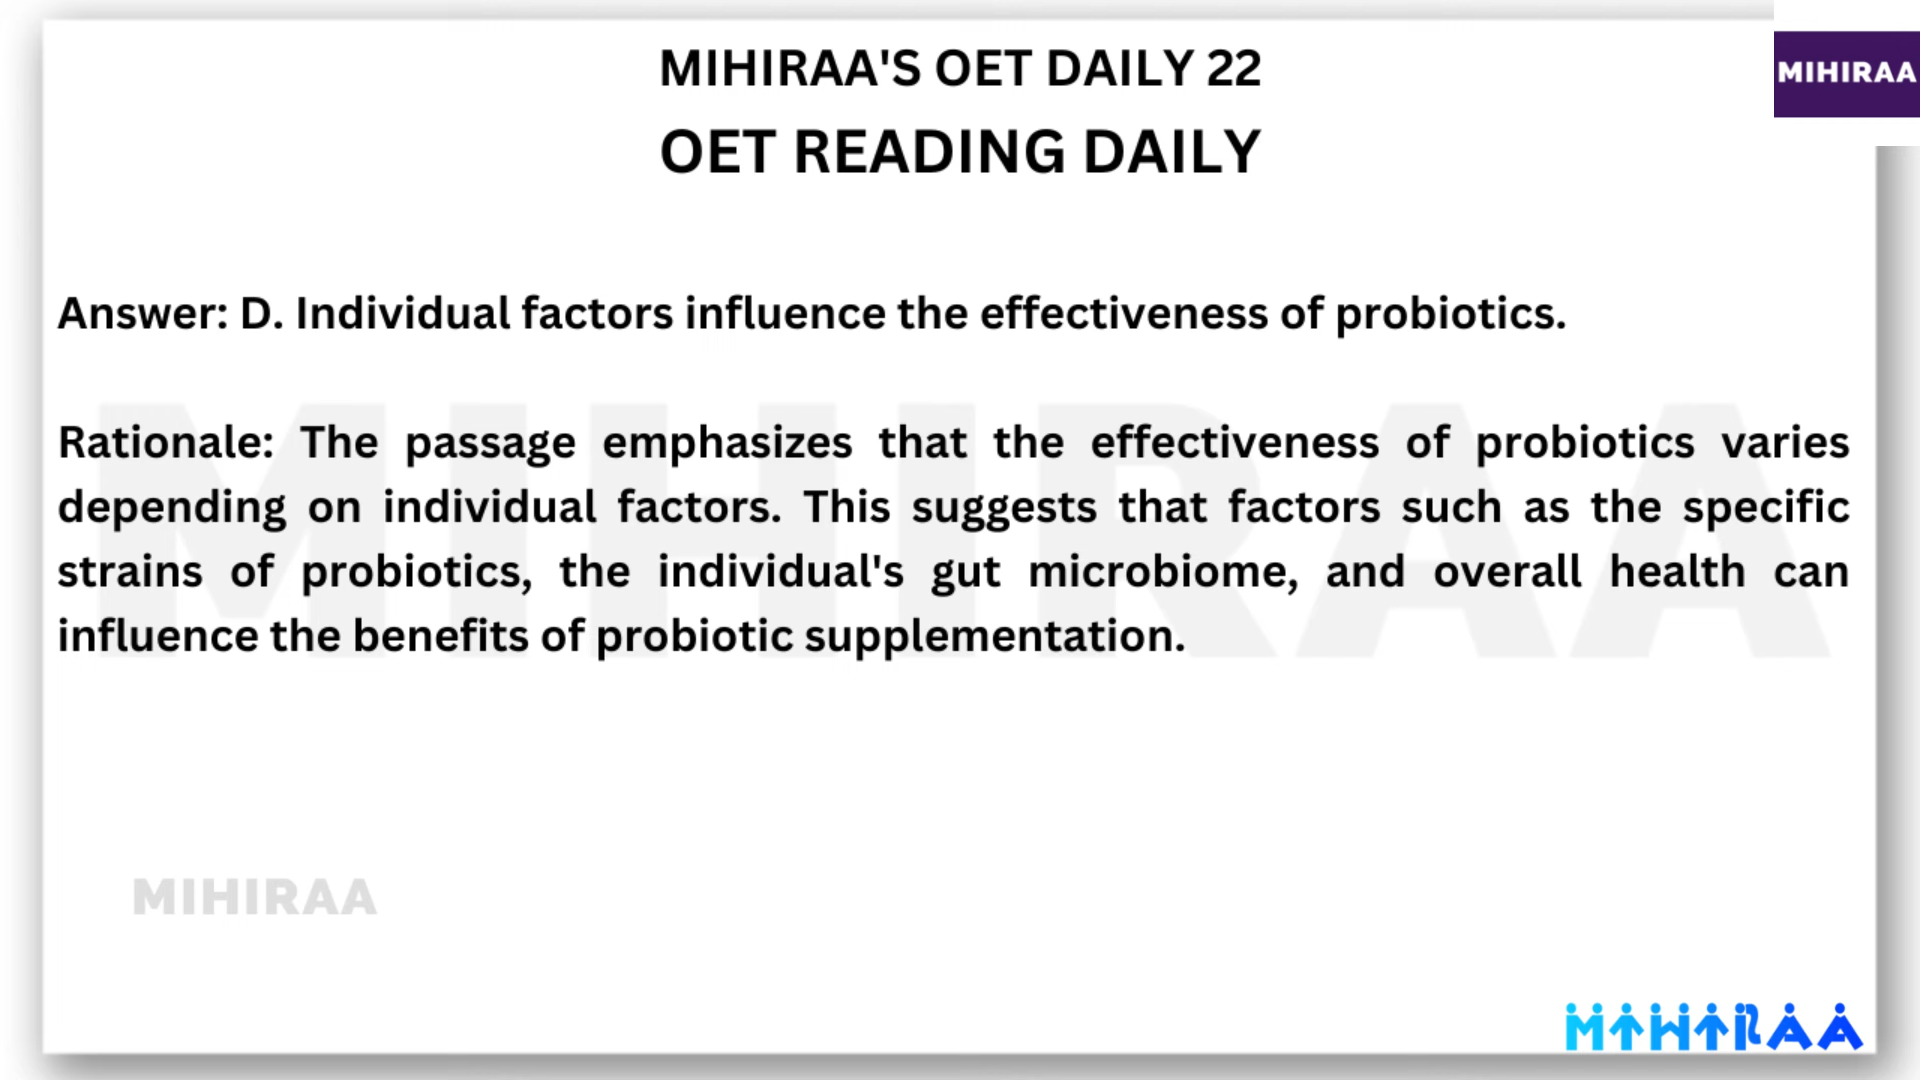 MIHIRAA'S OET DAILY 22
MIHIRAA
OET READING DAILY
Answer: D. Individual factors influence the effectiveness of probiotics.
Rationale: The passage emphasizes that the effectiveness of probiotics varies
depending on individual factors. This suggests that factors such as the specific
strains of probiotics, the individual's gut microbiome, and overall health can
influence the benefits of probiotic supplementation.
MIHIRAA
MIHIRAA
MIHIRAA